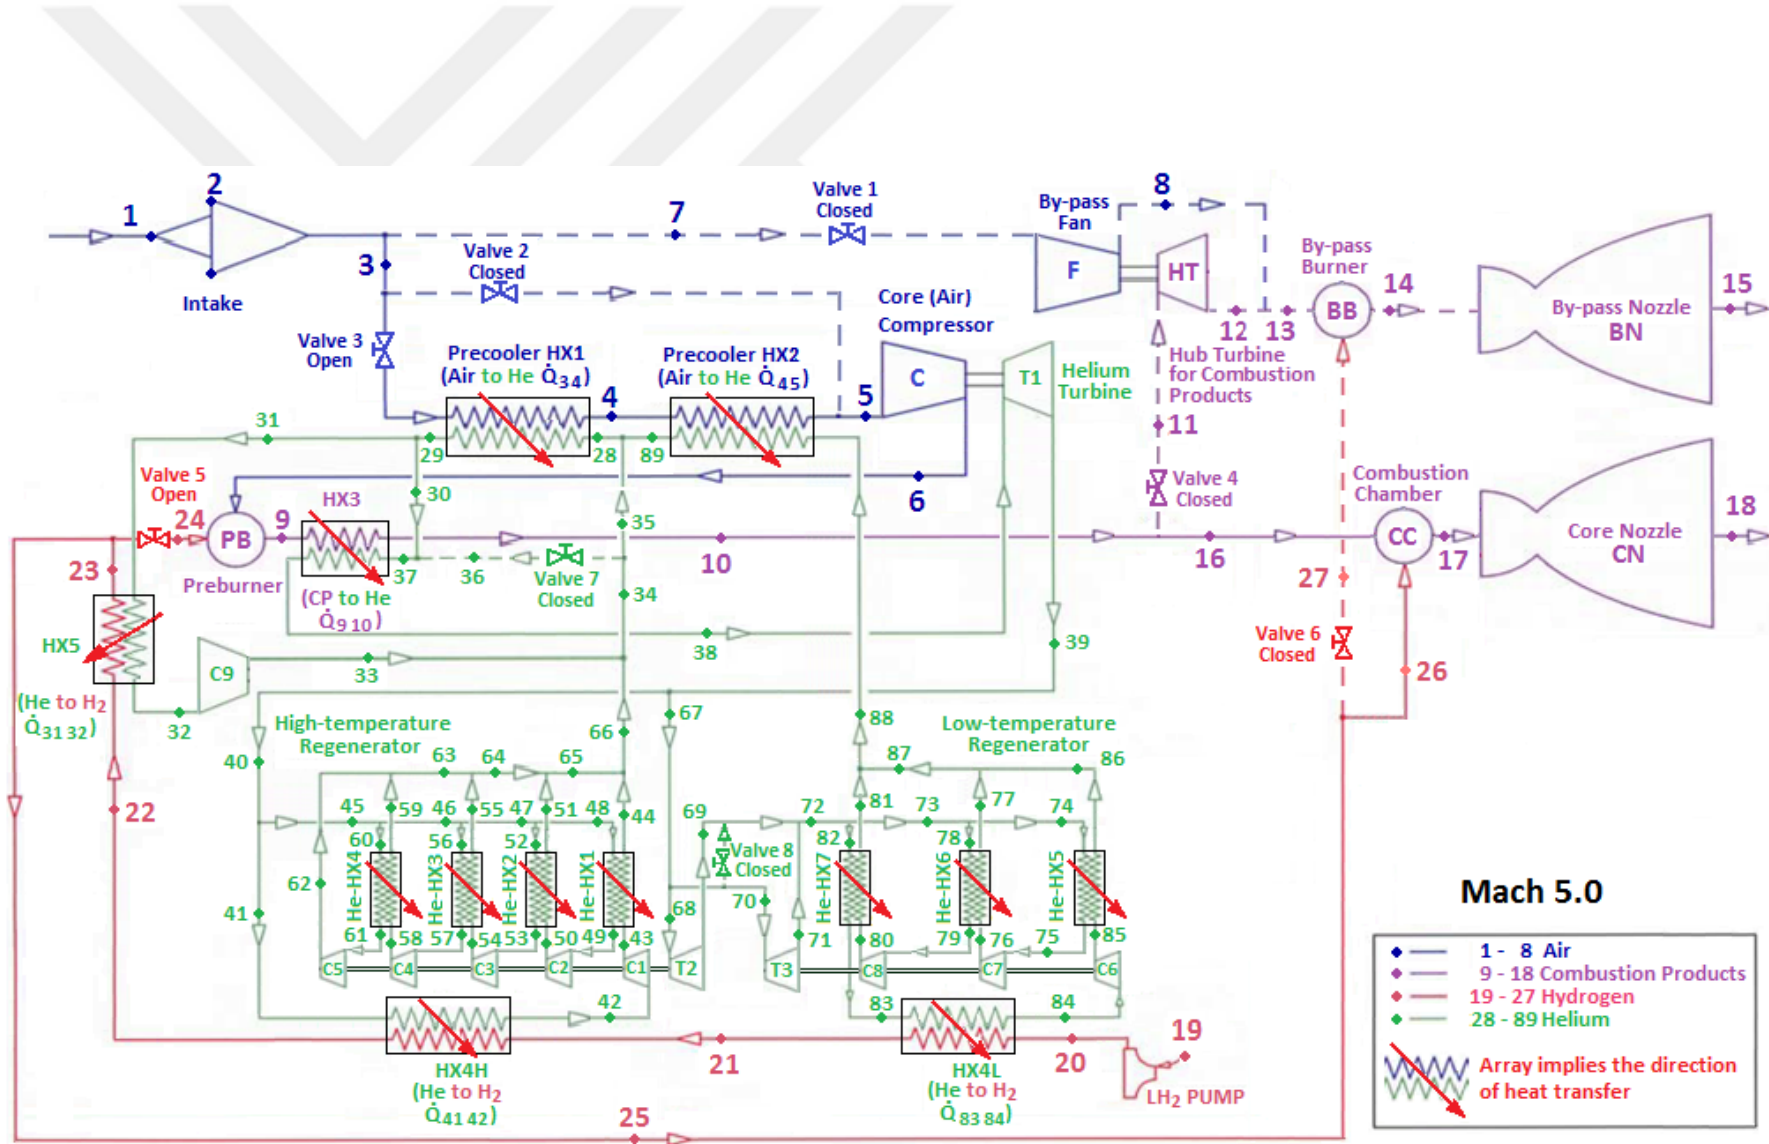 2
8
Valve 1
Closed
By-pass
Fan
1
7
15
Valve 2
Closed
By-pass
Burner
14
3
F
HT
Intake
BB
By-pass Nozzle
BN
Core (Air)
Compressor
12
13
Valve 3
Open
Precooler HX1
(Air to He Q̇34)
Precooler HX2
(Air to He Q̇45)
Hub Turbine
for Combustion
Products
C
T1
Helium
Turbine
4
5
31
29
28
89
11
Valve 5
Open
24
HX3
30
6
Valve 4
Closed
Combustion
Chamber
18
9
35
PB
10
16
CC
17
Core Nozzle
CN
23
Preburner
37
36
Valve 7
Closed
27
(CP to He
Q̇9 10)
34
HX5
38
39
Valve 6
Closed
26
C9
33
(He to H2
Q̇31 32)
32
High-temperature
Regenerator
67
88
Low-temperature
Regenerator
66
40
63
64
65
87
86
22
45
59
46
55
47
51
48
44
69
72
81
73
77
74
60
56
52
82
78
Valve 8
Closed
He-HX4
He-HX3
He-HX2
He-HX1
He-HX7
He-HX6
He-HX5
62
41
68
70
61
58
57
54
53
50
49
43
71
80
79
76
75
85
C5
C4
C3
C2
C1
T2
T3
C8
C7
C6
42
83
84
21
20
19
HX4H
(He to H2
Q̇41 42)
HX4L
(He to H2
Q̇83 84)
LH2 PUMP
25
Mach 5.0
1 - 8 Air
9 - 18 Combustion Products
19 - 27 Hydrogen
28 - 89 Helium
Array implies the direction
of heat transfer